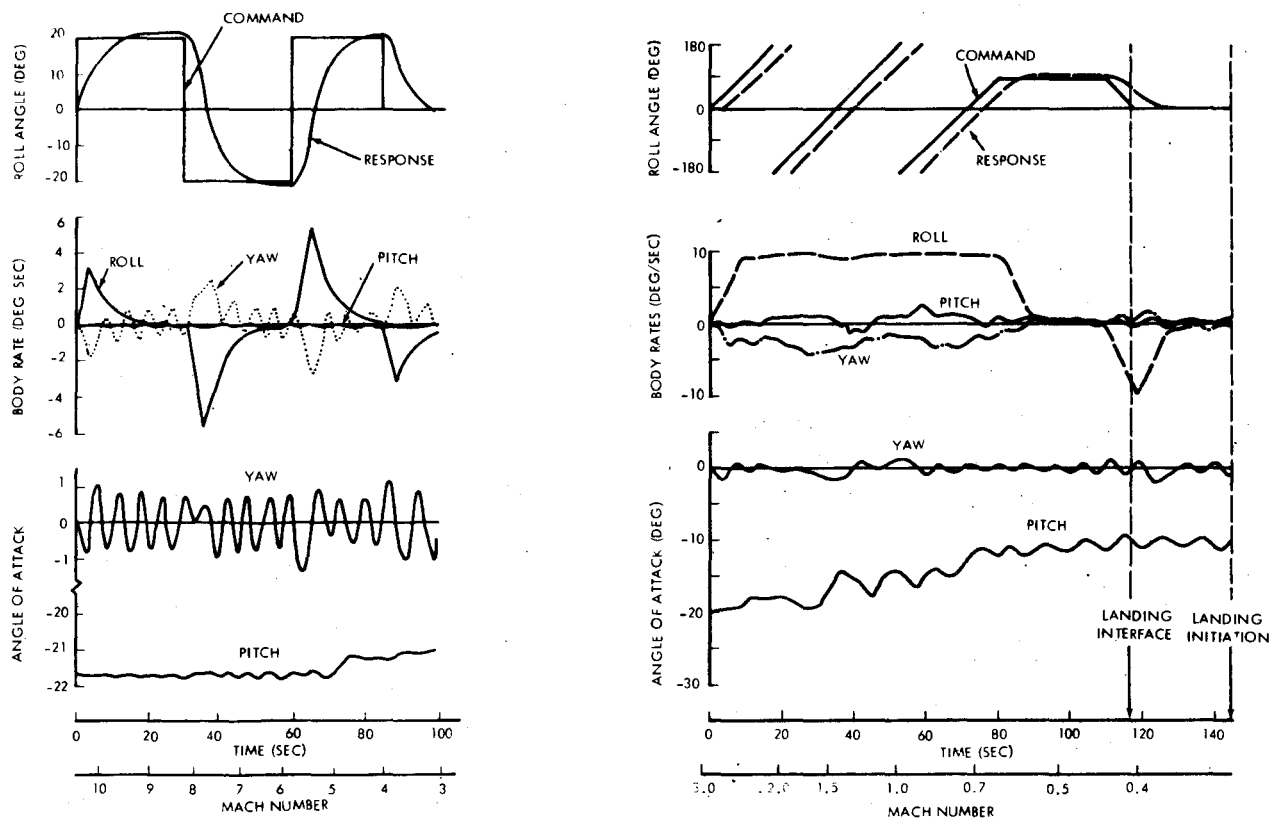 COMMAND
ROLL ANGLE (DEG)
20
10
0
-10
-20
RESPONSE
BODY RATE (DEG SEC)
6
4
2
0
-2
-4
-6
ROLL
YAW
PITCH
ANGLE OF ATTACK
YAW
1
0
-1
-20
-21
-22
PITCH
0 20 40 60 80 100
TIME (SEC)
10 9 8 7 6 5 4 3
MACH NUMBER
ROLL ANGLE (DEG)
180
0
-180
COMMAND
RESPONSE
BODY RATES (DEG/SEC)
10
0
-10
ROLL
PITCH
YAW
ANGLE OF ATTACK (DEG)
0
-10
-20
-30
YAW
PITCH
LANDING
INTERFACE
LANDING
INITIATION
0 20 40 60 80 100 120 140
TIME (SEC)
3.0 2.0 1.5 1.0 0.7 0.5 0.4
MACH NUMBER